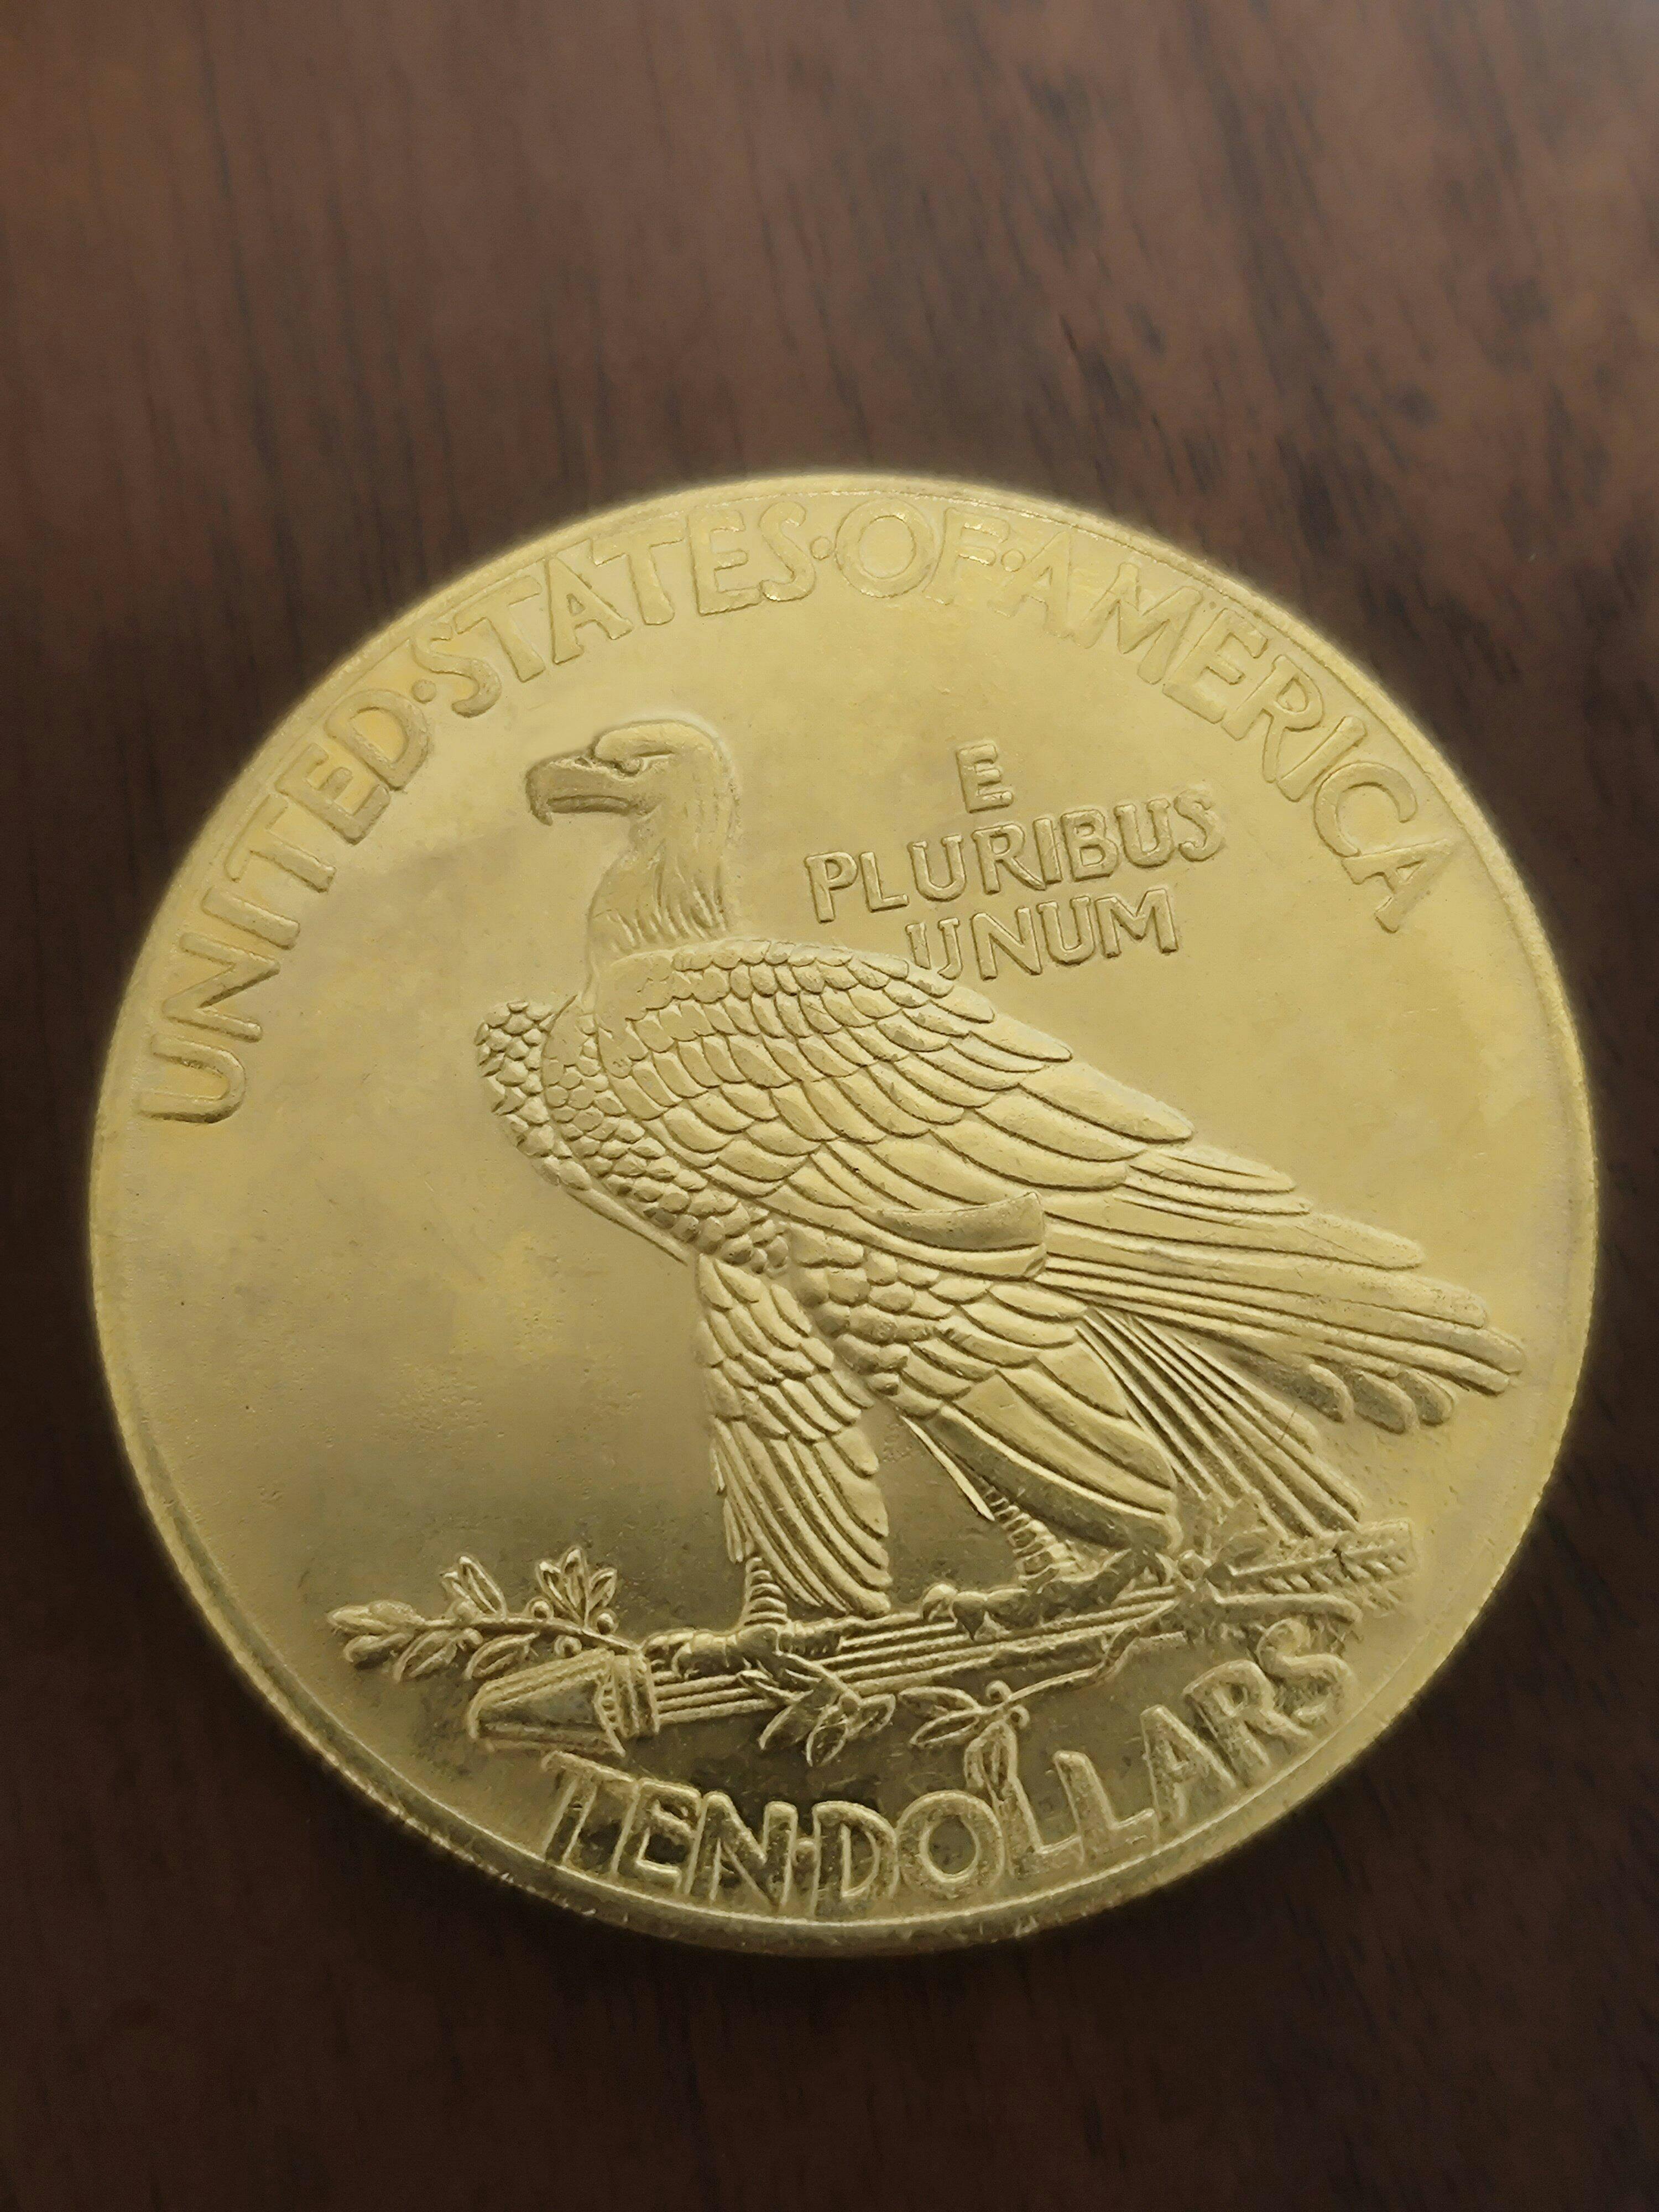 UNITED·STATES·OF·AMERICA
E
PLURIBUS
UNUM
TEN·DOLLARS